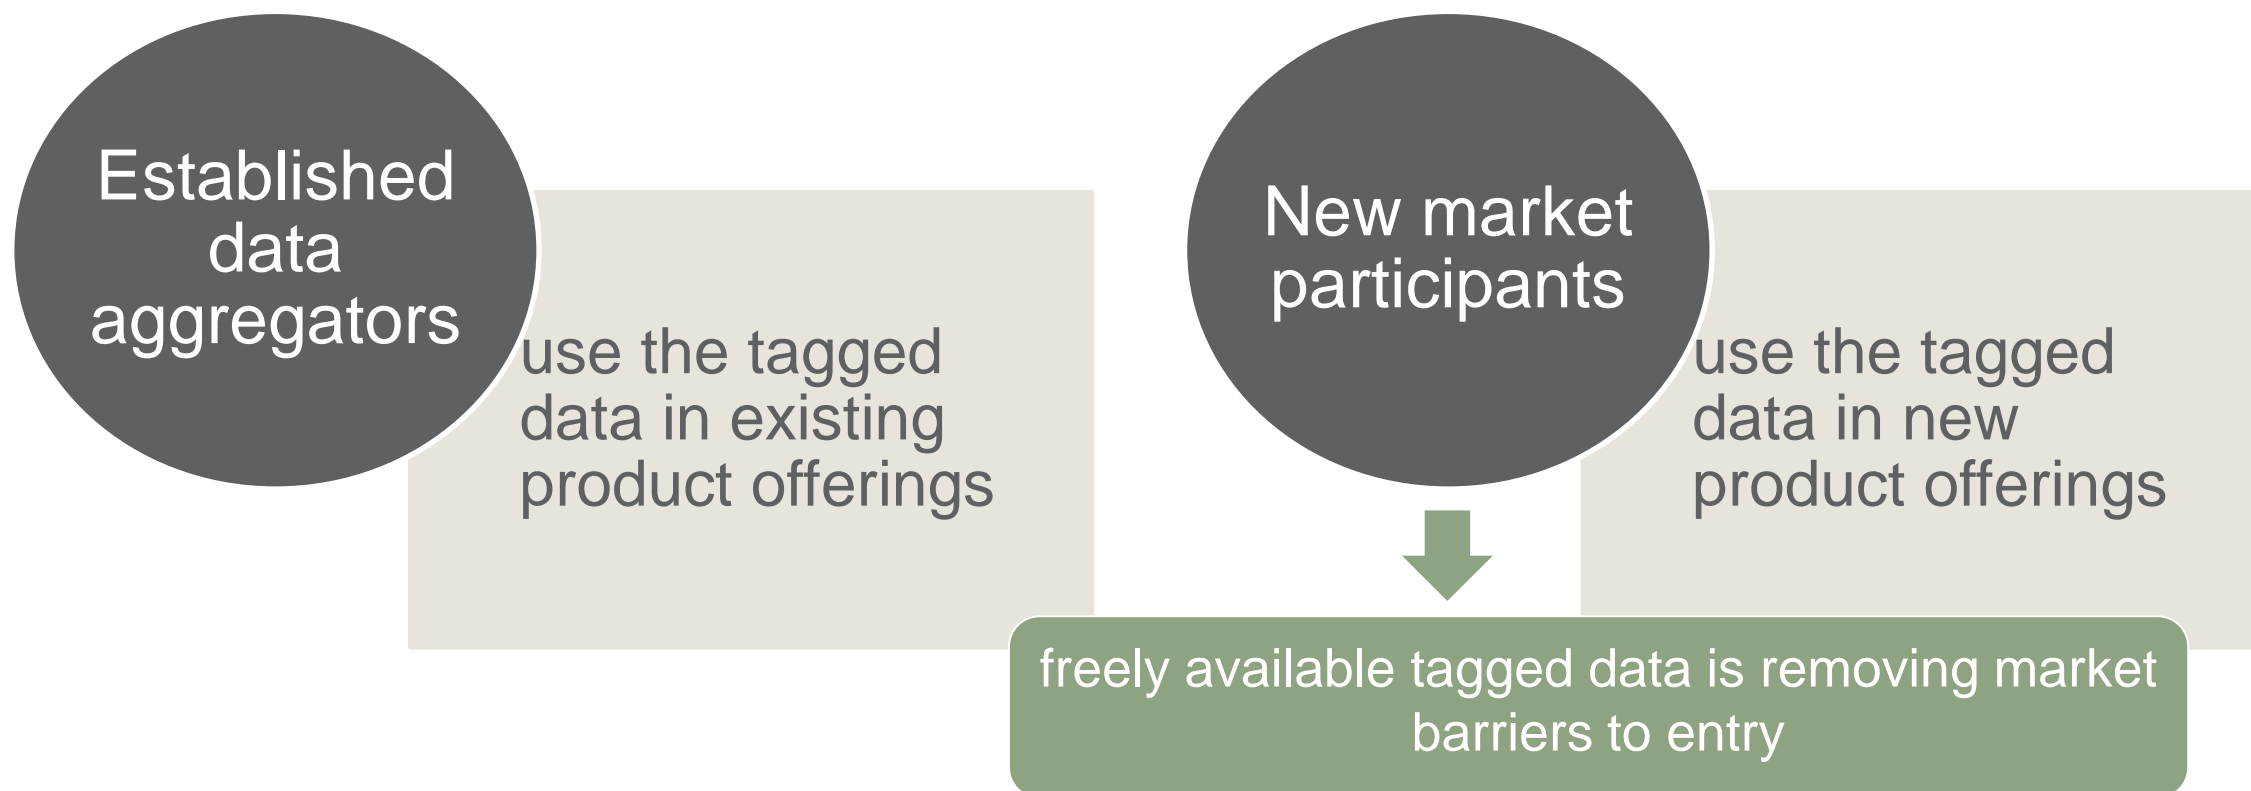 Established
data
aggregators
use the tagged
data in existing
product offerings
New market
participants
use the tagged
data in new
product offerings
freely available tagged data is removing market
barriers to entry